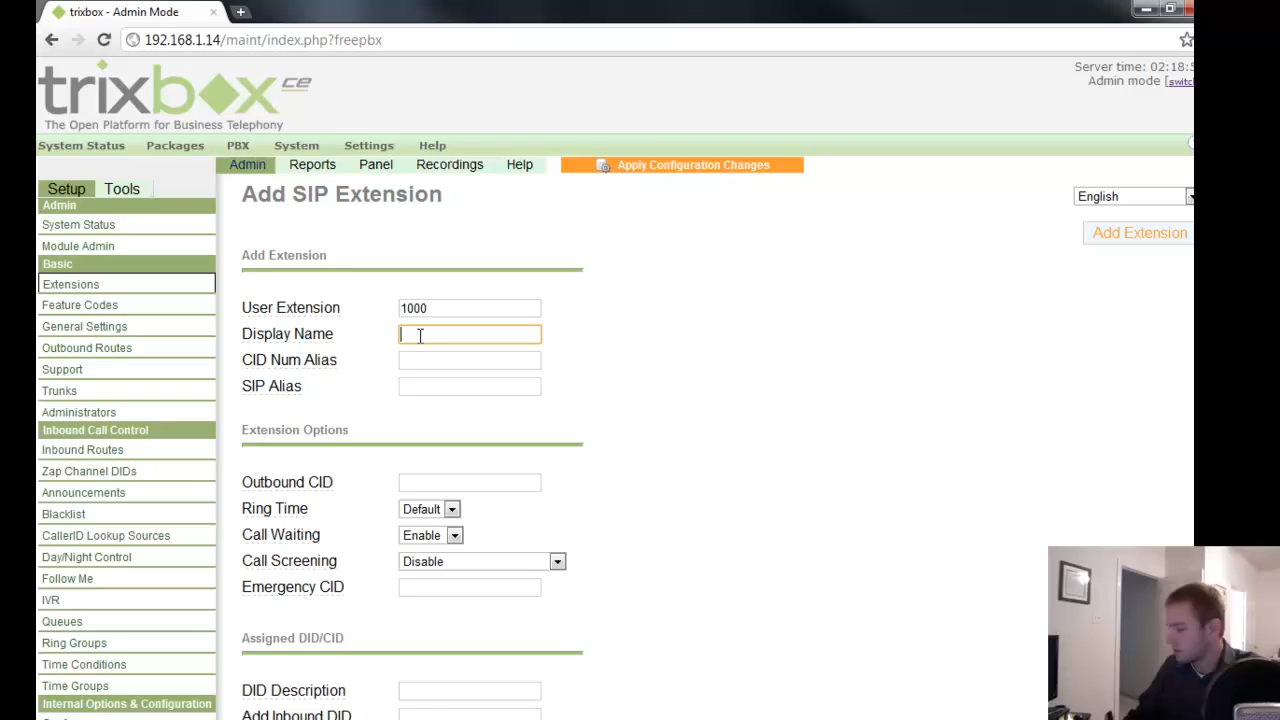 trixbox - Admin Mode
192.168.1.14/maint/index.php?freepbx
trixbox ce
The Open Platform for Business Telephony
Server time: 02:18:5
Admin mode [switc
System Status Packages PBX System Settings Help
Admin Reports Panel Recordings Help Apply Configuration Changes
Setup Tools
Admin
System Status
Module Admin
Basic
Extensions
Feature Codes
General Settings
Outbound Routes
Support
Trunks
Administrators
Inbound Call Control
Inbound Routes
Zap Channel DIDs
Announcements
Blacklist
CallerID Lookup Sources
Day/Night Control
Follow Me
IVR
Queues
Ring Groups
Time Conditions
Time Groups
Internal Options & Configuration
Add SIP Extension
English
Add Extension
Add Extension
User Extension 1000
Display Name
CID Num Alias
SIP Alias
Extension Options
Outbound CID
Ring Time Default
Call Waiting Enable
Call Screening Disable
Emergency CID
Assigned DID/CID
DID Description
Add Inbound DID